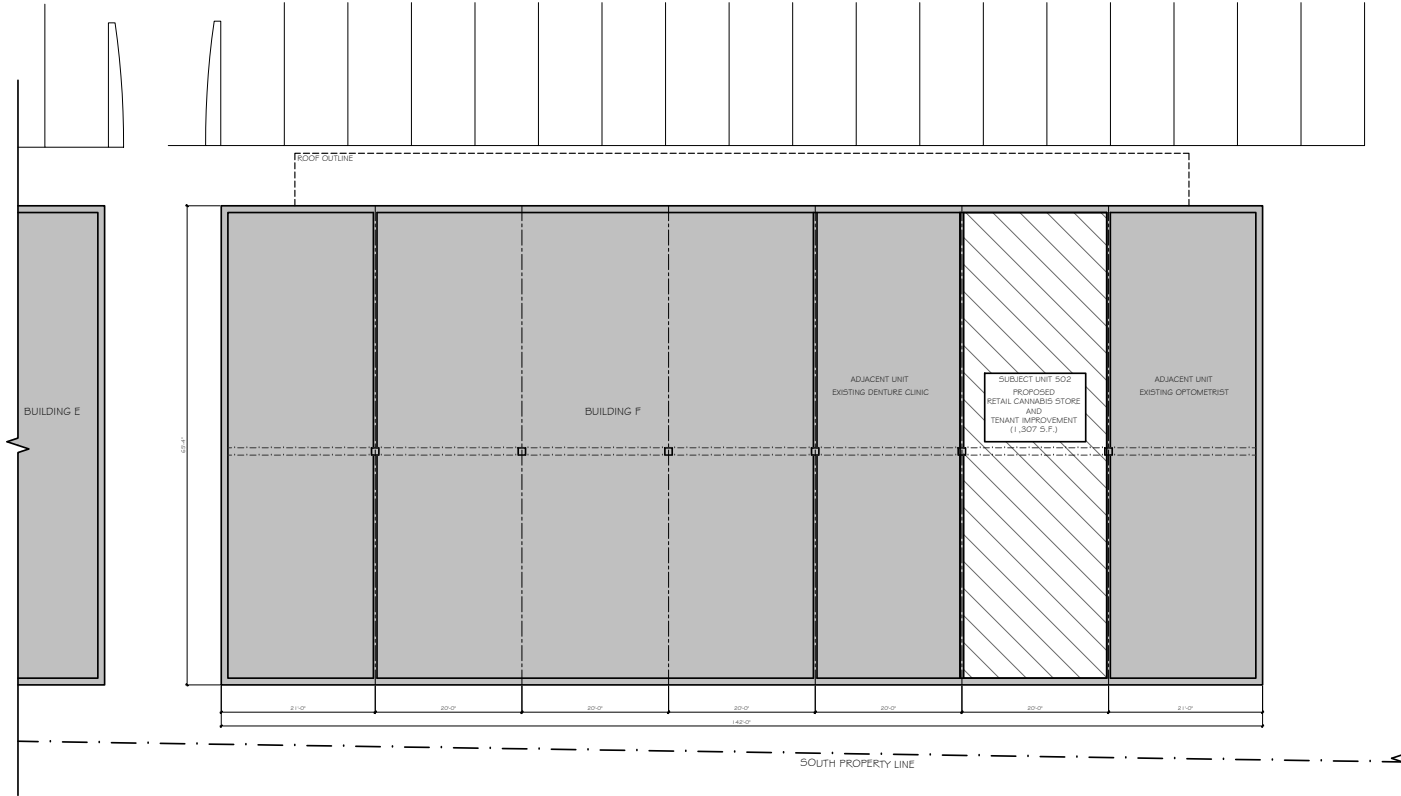 ROOF OUTLINE
BUILDING E
BUILDING F
ADJACENT UNIT
EXISTING DENTURE CLINIC
SUBJECT UNIT 502
PROPOSED
RETAIL CANNABIS STORE
AND
TENANT IMPROVEMENT
(1,307 S.F.)
ADJACENT UNIT
EXISTING OPTOMETRIST
21'-0"
20'-0"
20'-0"
20'-0"
20'-0"
20'-0"
21'-0"
142'-0"
SOUTH PROPERTY LINE